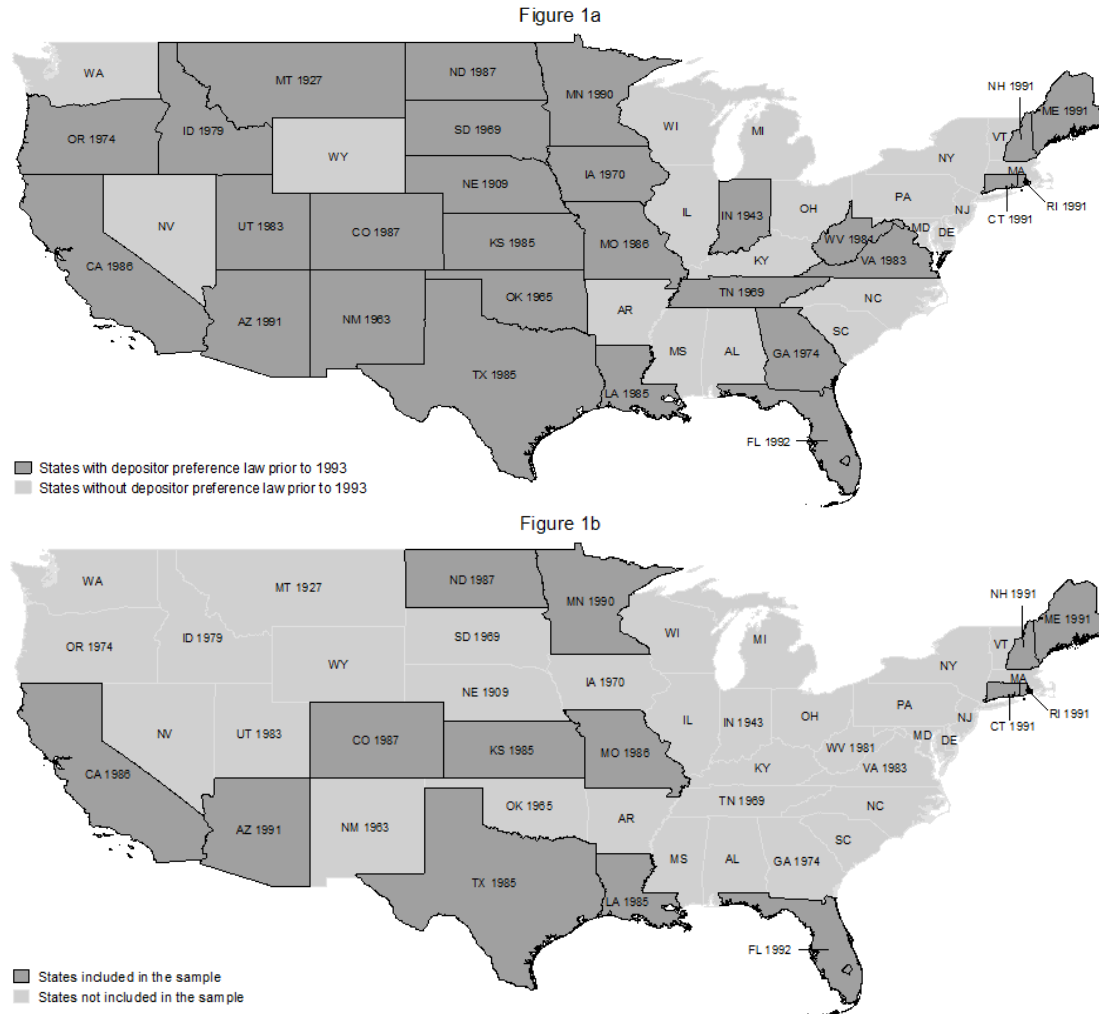 Figure 1a
WA
MT 1927
ND 1987
MN 1990
NH 1991
ME 1991
OR 1974
ID 1979
SD 1969
WI
MI
VT
NY
WY
MA
RI 1991
NE 1909
IA 1970
PA
CT 1991
NV
UT 1983
CO 1987
IL
IN 1943
OH
NJ
MD
DE
WV 1981
CA 1986
KS 1985
MO 1986
KY
VA 1983
AZ 1991
NM 1963
OK 1965
TN 1969
NC
AR
SC
MS
AL
GA 1974
TX 1985
LA 1985
FL 1992
States with depositor preference law prior to 1993
States without depositor preference law prior to 1993
Figure 1b
WA
MT 1927
ND 1987
MN 1990
NH 1991
ME 1991
OR 1974
ID 1979
SD 1969
WI
MI
VT
NY
WY
MA
RI 1991
NE 1909
IA 1970
PA
CT 1991
NV
UT 1983
CO 1987
IL
IN 1943
OH
NJ
MD
DE
WV 1981
CA 1986
KS 1985
MO 1986
KY
VA 1983
AZ 1991
NM 1963
OK 1965
TN 1969
NC
AR
SC
MS
AL
GA 1974
TX 1985
LA 1985
FL 1992
States included in the sample
States not included in the sample